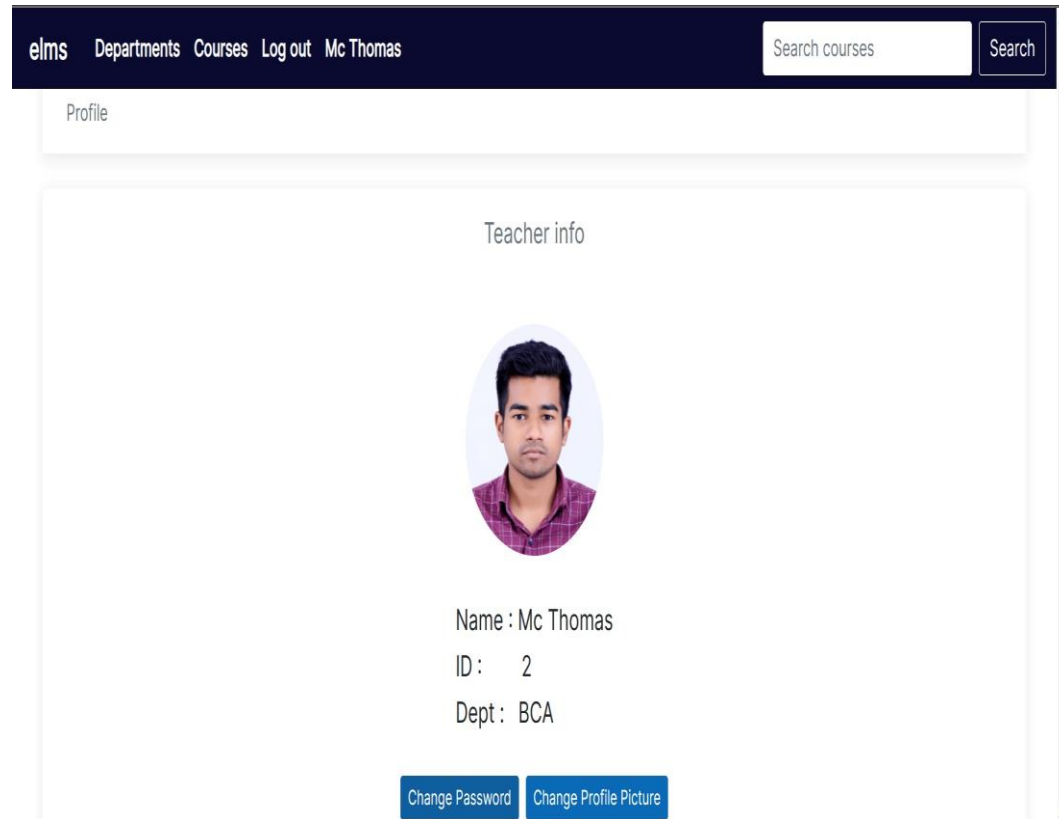 elms Departments Courses Log out Mc Thomas Search courses Search
Profile
Teacher info
Name : Mc Thomas
ID : 2
Dept : BCA
Change Password Change Profile Picture